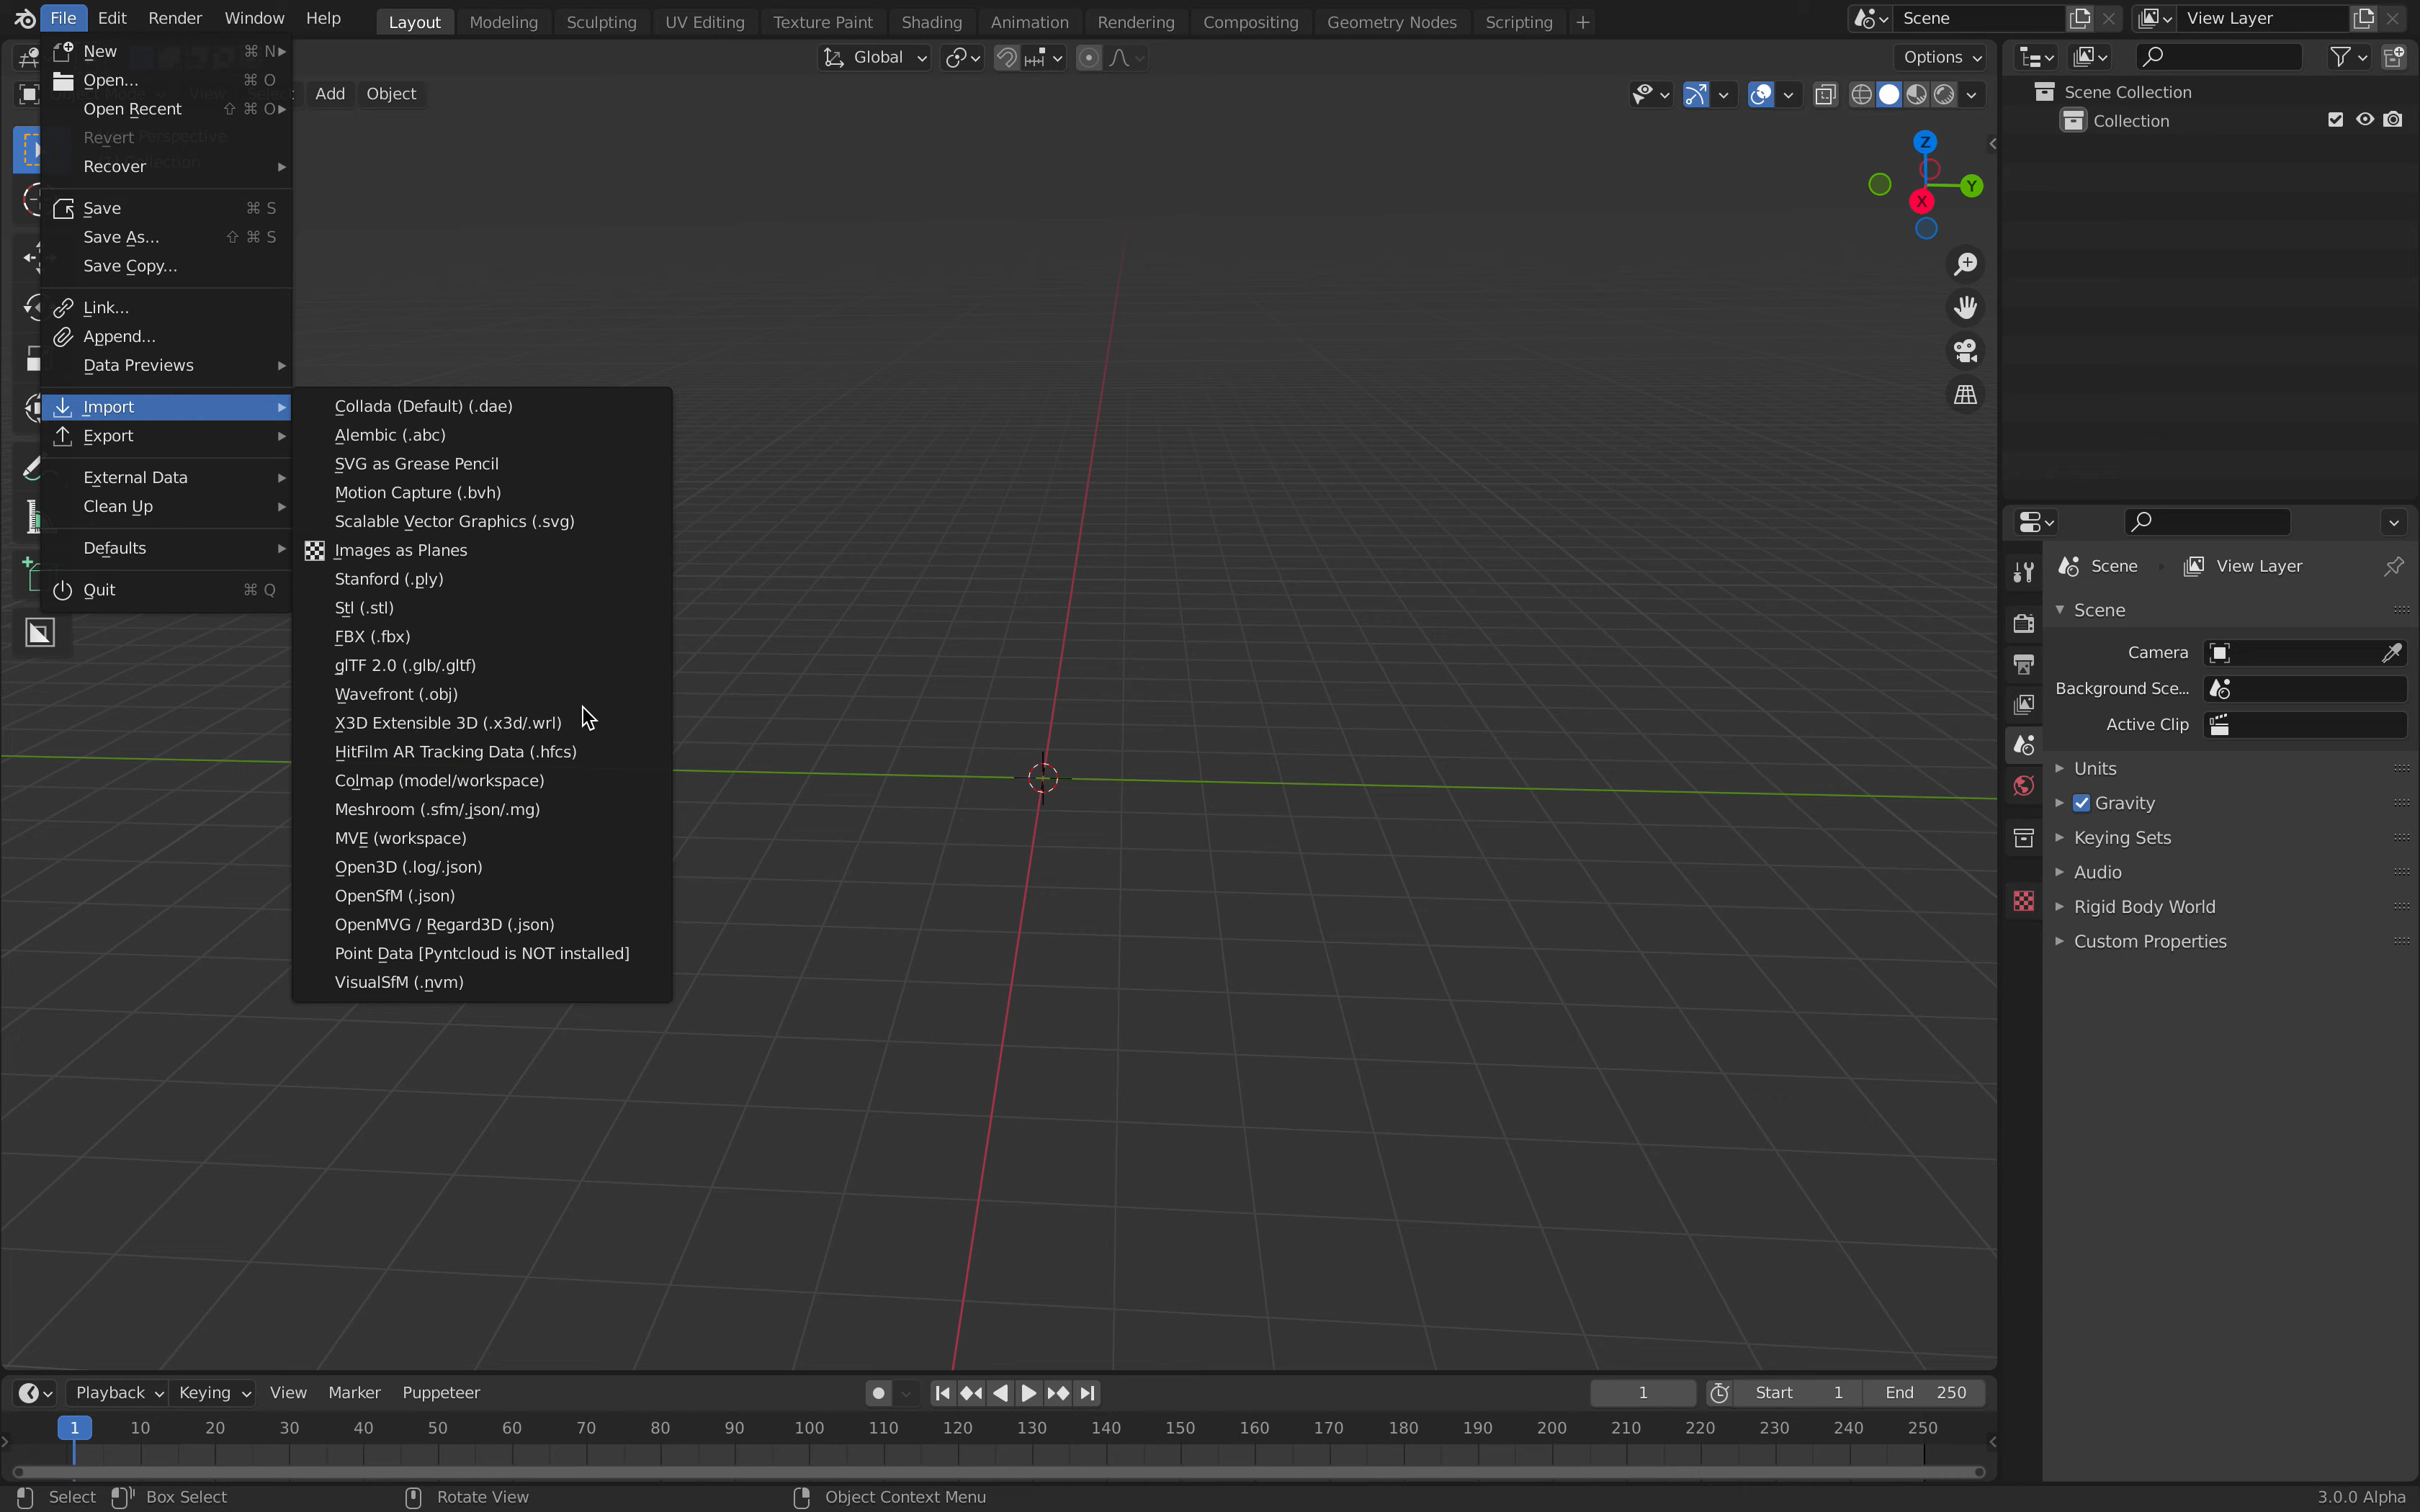 File Edit Render Window Help Layout Modeling Sculpting UV Editing Texture Paint Shading Animation Rendering Compositing Geometry Nodes Scripting + Scene View Layer
Global Options
Add Object
Perspective
New ⌘ N
Open... ⌘ O
Open Recent ⇧ ⌘ O
Revert
Recover
Save ⌘ S
Save As... ⇧ ⌘ S
Save Copy...
Link...
Append...
Data Previews
Import
Export
External Data
Clean Up
Defaults
Quit ⌘ Q
Collada (Default) (.dae)
Alembic (.abc)
SVG as Grease Pencil
Motion Capture (.bvh)
Scalable Vector Graphics (.svg)
Images as Planes
Stanford (.ply)
Stl (.stl)
FBX (.fbx)
glTF 2.0 (.glb/.gltf)
Wavefront (.obj)
X3D Extensible 3D (.x3d/.wrl)
HitFilm AR Tracking Data (.hfcs)
Colmap (model/workspace)
Meshroom (.sfm/.json/.mg)
MVE (workspace)
Open3D (.log/.json)
OpenSfM (.json)
OpenMVG / Regard3D (.json)
Point Data [Pyntcloud is NOT installed]
VisualSfM (.nvm)
Z
Y
X
Scene Collection
Collection
Scene View Layer
Scene
Camera
Background Sce...
Active Clip
Units
Gravity
Keying Sets
Audio
Rigid Body World
Custom Properties
Playback Keying View Marker Puppeteer 1 Start 1 End 250
1 10 20 30 40 50 60 70 80 90 100 110 120 130 140 150 160 170 180 190 200 210 220 230 240 250
Select Box Select Rotate View Object Context Menu 3.0.0 Alpha